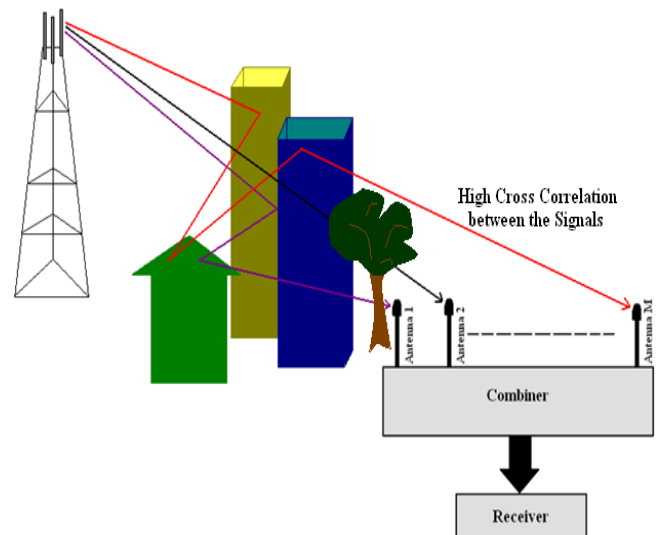 High Cross Correlation
between the Signals
Antenna 1
Antenna 2
Antenna M
Combiner
Receiver